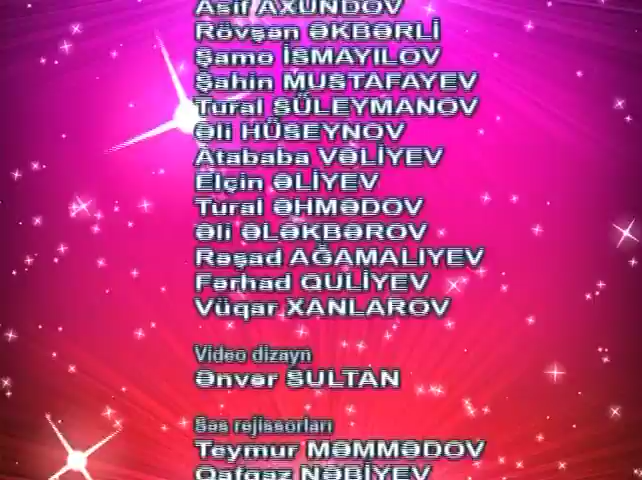 Asif AXUNDOV
Rövşən ƏKBƏRLİ
Şamo İSMAYILOV
Şahin MUSTAFAYEV
Tural SÜLEYMANOV
Əli HÜSEYNOV
Atababa VƏLİYEV
Elçin ƏLİYEV
Tural ƏHMƏDOV
Əli ƏLƏKBƏROV
Rəşad AĞAMALIYEV
Fərhad QULİYEV
Vüqar XANLAROV
Video dizayn
Ənvər SULTAN
Səs rejissorları
Teymur MƏMMƏDOV
Qafqaz NƏBİYEV